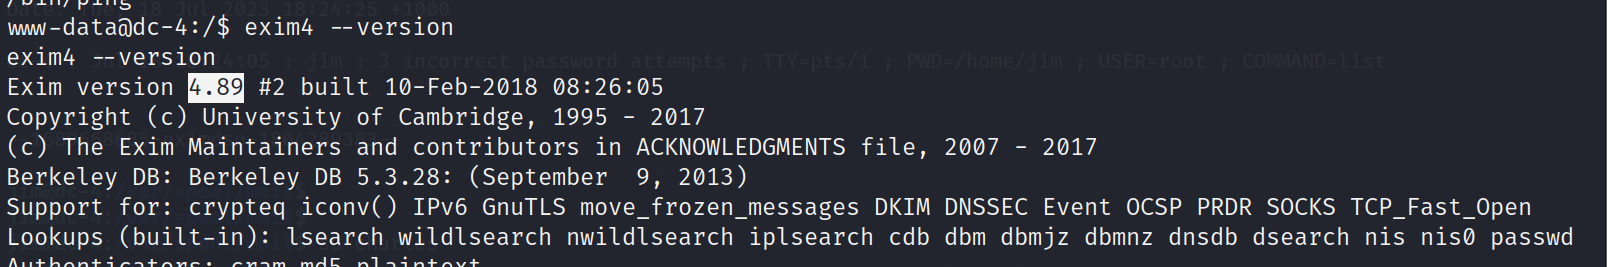 /bin/ping
18 Jul 2023 18:24:25 +1000
www-data@dc-4:/$ exim4 --version
exim4 --version
4:05 : jim : 3 incorrect password attempts ; TTY=pts/1 ; PWD=/home/jim ; USER=root ; COMMAND=list
Exim version 4.89 #2 built 10-Feb-2018 08:26:05
Copyright (c) University of Cambridge, 1995 - 2017
(c) The Exim Maintainers and contributors in ACKNOWLEDGMENTS file, 2007 - 2017
Berkeley DB: Berkeley DB 5.3.28: (September  9, 2013)
Support for: crypteq iconv() IPv6 GnuTLS move_frozen_messages DKIM DNSSEC Event OCSP PRDR SOCKS TCP_Fast_Open
Lookups (built-in): lsearch wildlsearch nwildlsearch iplsearch cdb dbm dbmjz dbmnz dnsdb dsearch nis nis0 passwd
Authenticators: cram_md5 plaintext